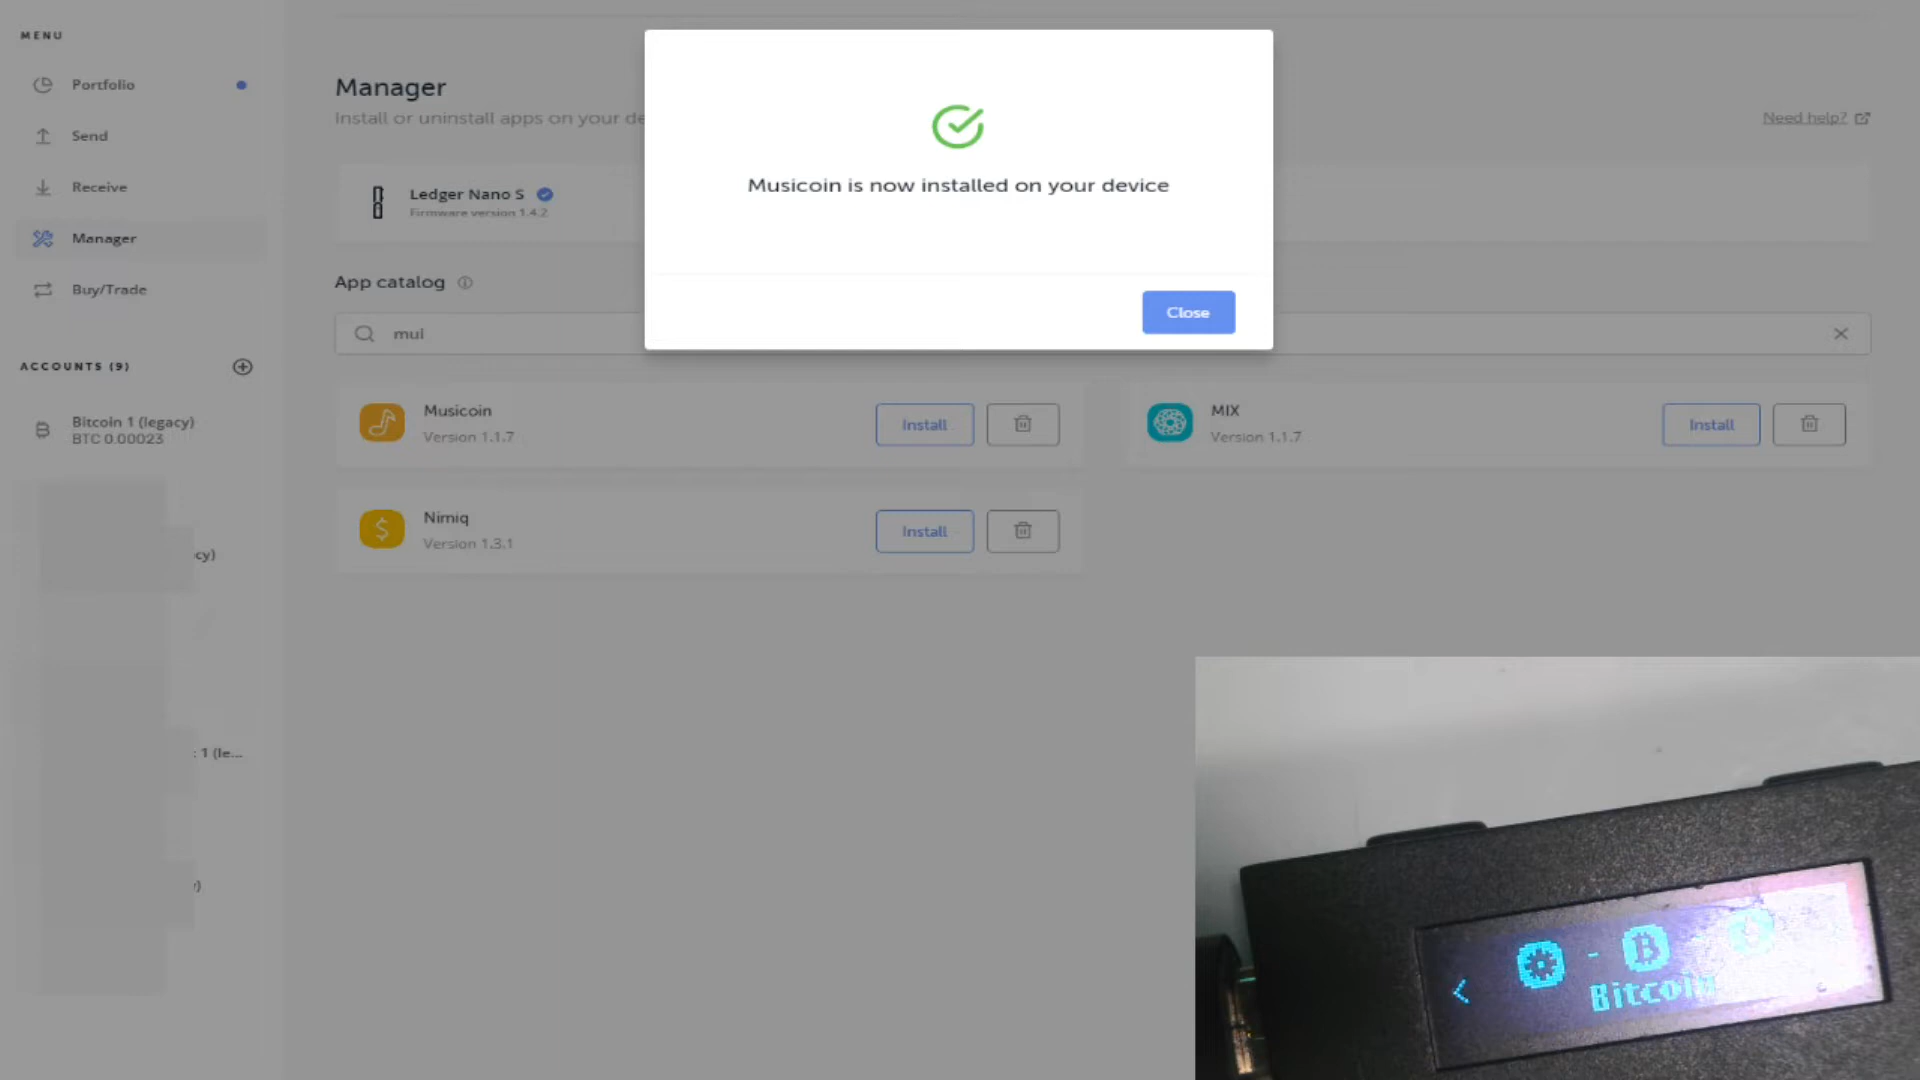 MENU
Portfolio
Send
Receive
Manager
Buy/Trade
ACCOUNTS (9)
Bitcoin 1 (legacy)
BTC 0.00023
cy)
: 1 (le...
)
Manager
Install or uninstall apps on your de
Need help?
Ledger Nano S
Firmware version 1.4.2
App catalog
mui
Musicoin is now installed on your device
Close
Musicoin
Version 1.1.7
Install
MIX
Version 1.1.7
Install
Nimiq
Version 1.3.1
Install
Bitcoin